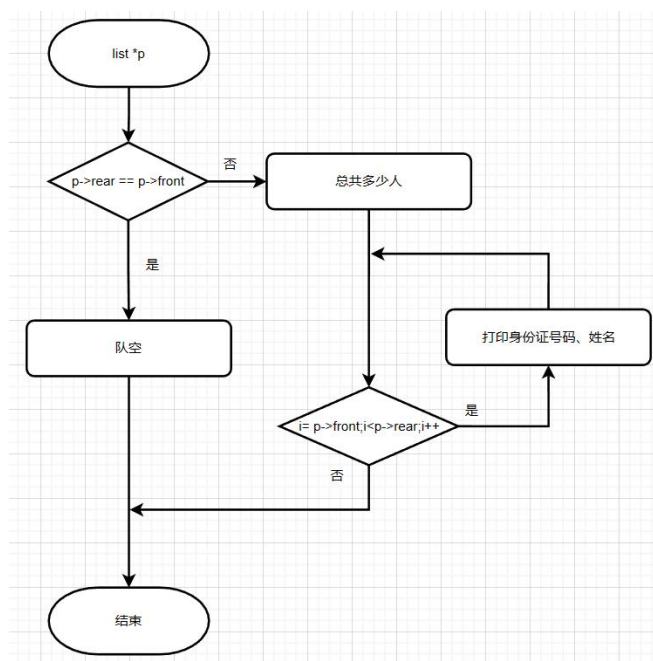 list *p
p->rear == p->front
否
总共多少人
是
队空
打印身份证号码、姓名
是
i= p->front;i<p->rear;i++
否
结束